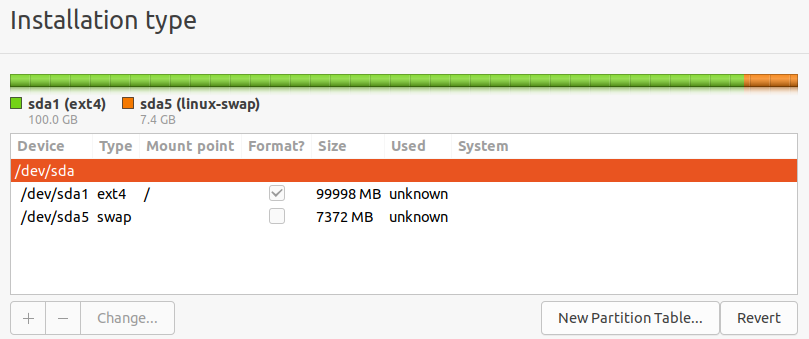 Installation type
sda1 (ext4) sda5 (linux-swap)
100.0 GB 7.4 GB
Device Type Mount point Format? Size Used System
/dev/sda
/dev/sda1 ext4 / 99998 MB unknown
/dev/sda5 swap 7372 MB unknown
+ − Change... New Partition Table... Revert